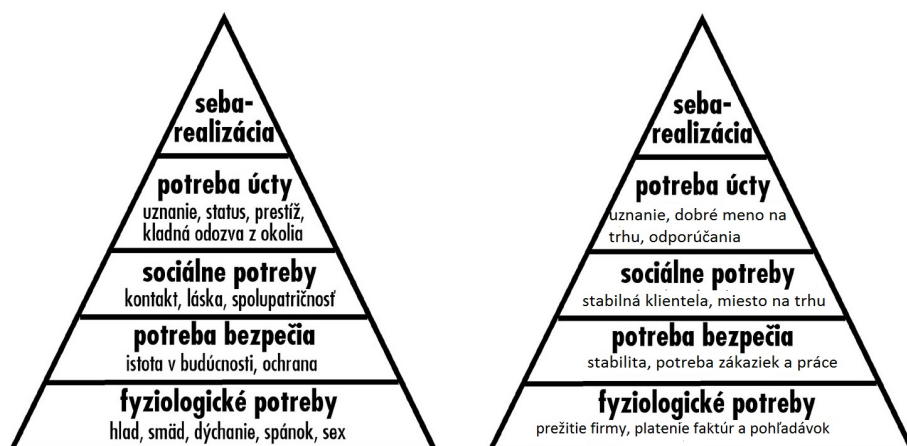 seba-
realizácia
potreba úcty
uznanie, status, prestíž,
kladná odozva z okolia
sociálne potreby
kontakt, láska, spolupatričnosť
potreba bezpečia
istota v budúcnosti, ochrana
fyziologické potreby
hlad, smäd, dýchanie, spánok, sex
seba-
realizácia
potreba úcty
uznanie, dobré meno na
trhu, odporúčania
sociálne potreby
stabilná klientela, miesto na trhu
potreba bezpečia
stabilita, potreba zákaziek a práce
fyziologické potreby
prežitie firmy, platenie faktúr a pohľadávok